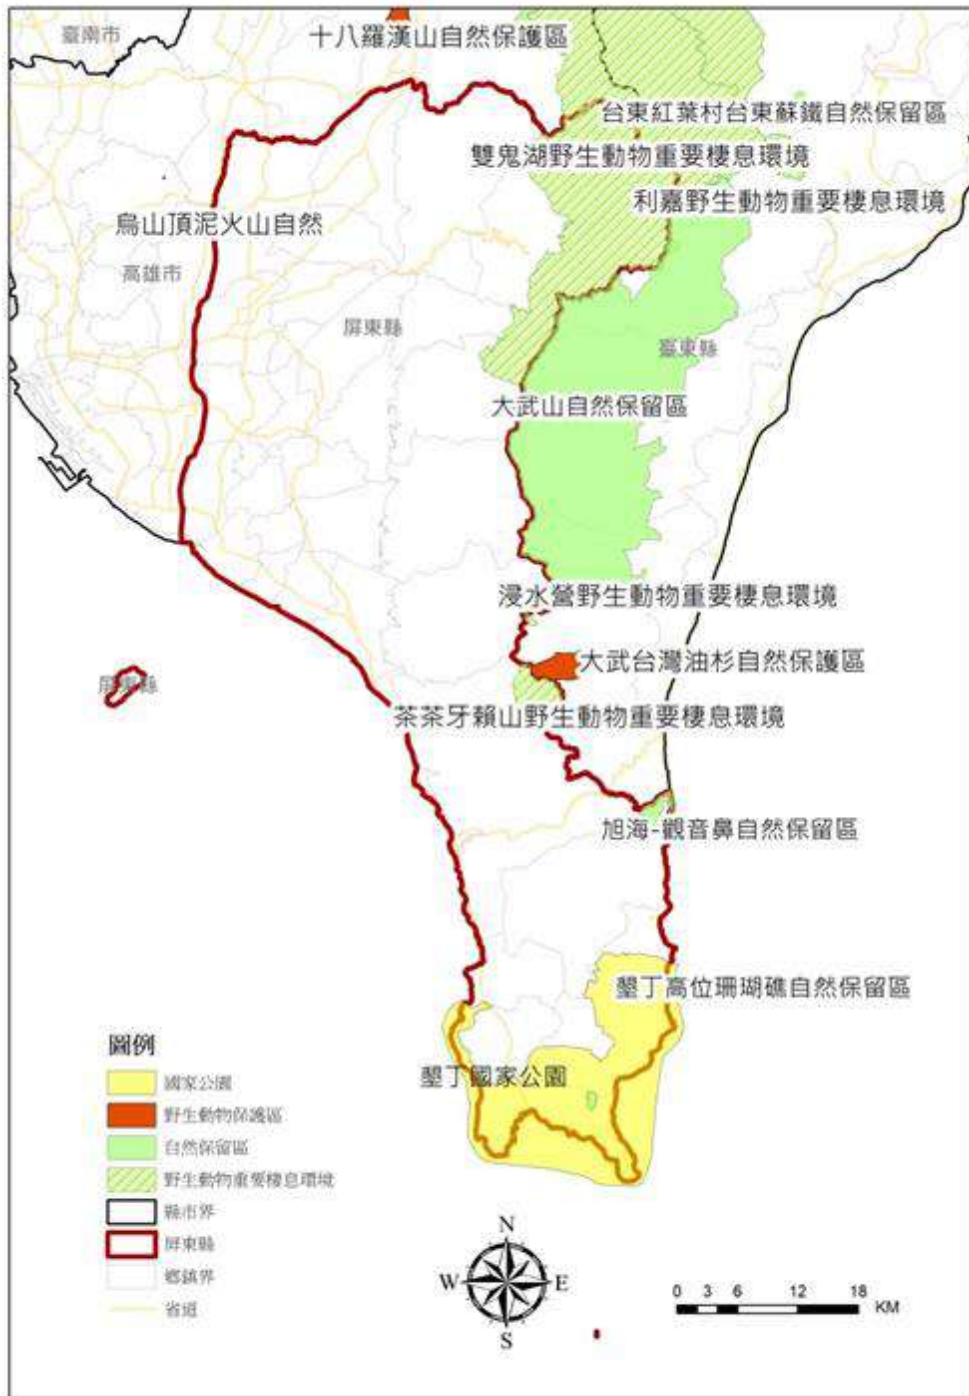 臺南市
十八羅漢山自然保護區
台東紅葉村台東蘇鐵自然保留區
雙鬼湖野生動物重要棲息環境
利嘉野生動物重要棲息環境
烏山頂泥火山自然
高雄市
屏東縣
臺東縣
大武山自然保留區
浸水營野生動物重要棲息環境
大武台灣油杉自然保護區
屏東縣
茶茶牙賴山野生動物重要棲息環境
旭海-觀音鼻自然保留區
墾丁高位珊瑚礁自然保留區
墾丁國家公園
圖例
國家公園
野生動物保護區
自然保留區
野生動物重要棲息環境
縣市界
屏東縣
鄉鎮界
省道
N
W E
S
0 3 6 12 18
KM